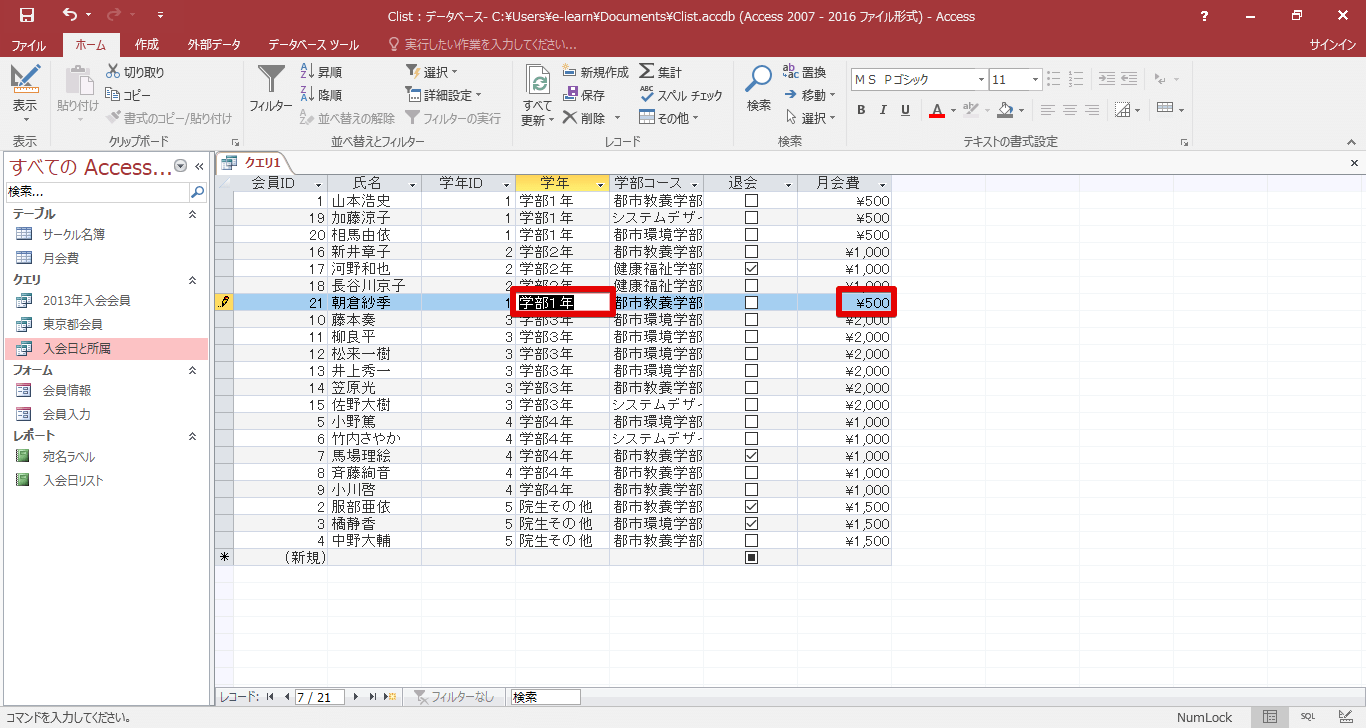 Clist : データベース- C:¥Users¥e-learn¥Documents¥Clist.accdb (Access 2007 - 2016 ファイル形式) - Access
?
ファイル ホーム 作成 外部データ データベース ツール 実行したい作業を入力してください... サインイン
表示
表示
貼り付け
切り取り
コピー
書式のコピー/貼り付け
クリップボード
フィルター
昇順
降順
並べ替えの解除
選択
詳細設定
フィルターの実行
並べ替えとフィルター
すべて
更新
新規作成
保存
削除
集計
スペル チェック
その他
レコード
検索
置換
移動
選択
検索
ＭＳ Ｐゴシック 11
B I U A
テキストの書式設定
すべての Access...
検索...
テーブル
サークル名簿
月会費
クエリ
2013年入会会員
東京都会員
入会日と所属
フォーム
会員情報
会員入力
レポート
宛名ラベル
入会日リスト
クエリ1
会員ID 氏名 学年ID 学年 学部コース 退会 月会費
1 山本浩史 1 学部１年 都市教養学部 ¥500
19 加藤涼子 1 学部１年 システムデザイ ¥500
20 相馬由依 1 学部１年 都市環境学部 ¥500
16 新井章子 2 学部２年 都市教養学部 ¥1,000
17 河野和也 2 学部２年 健康福祉学部 ¥1,000
18 長谷川京子 2 学部２年 健康福祉学部 ¥1,000
21 朝倉紗季 1 学部１年 都市教養学部 ¥500
10 藤本奏 3 学部３年 都市環境学部 ¥2,000
11 柳良平 3 学部３年 都市環境学部 ¥2,000
12 松来一樹 3 学部３年 都市環境学部 ¥2,000
13 井上秀一 3 学部３年 都市環境学部 ¥2,000
14 笠原光 3 学部３年 都市教養学部 ¥2,000
15 佐野大樹 3 学部３年 システムデザイ ¥2,000
5 小野篤 4 学部４年 都市環境学部 ¥1,000
6 竹内さやか 4 学部４年 システムデザイ ¥1,000
7 馬場理絵 4 学部４年 都市教養学部 ¥1,000
8 斉藤絢音 4 学部４年 都市教養学部 ¥1,000
9 小川啓 4 学部４年 都市教養学部 ¥1,000
2 服部亜依 5 院生その他 都市教養学部 ¥1,500
3 橘静香 5 院生その他 都市環境学部 ¥1,500
4 中野大輔 5 院生その他 都市教養学部 ¥1,500
* (新規)
レコード: 7 / 21 フィルターなし 検索
コマンドを入力してください。 NumLock SQL